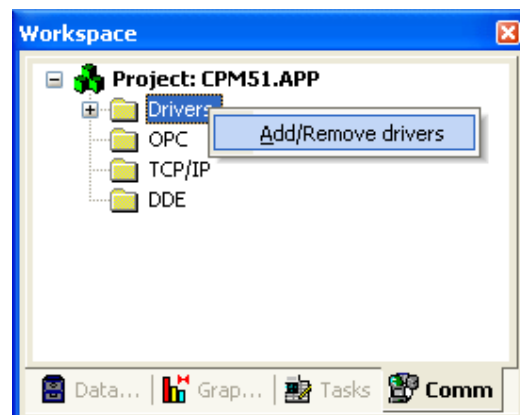 Workspace
Project: CPM51.APP
Drivers
Add/Remove drivers
OPC
TCP/IP
DDE
Data... Grap... Tasks Comm